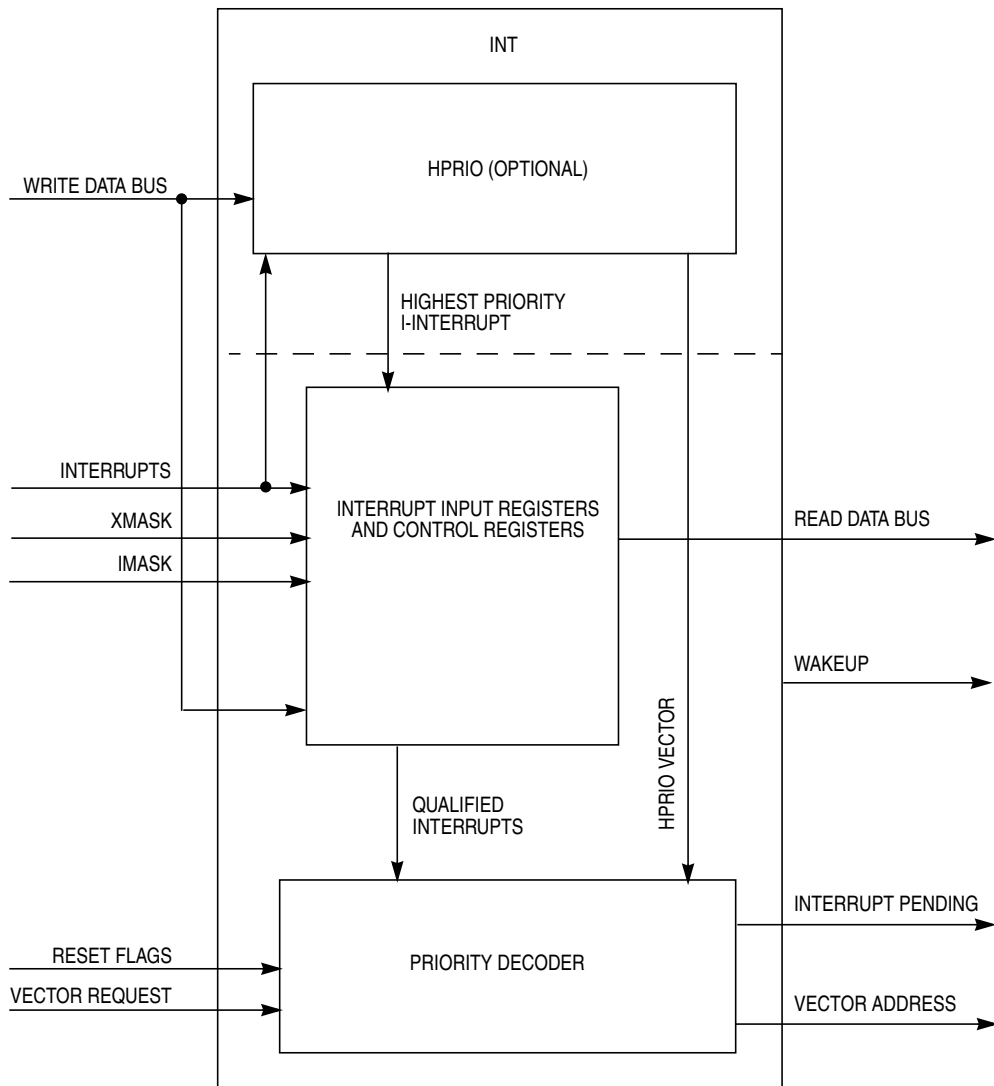 INT
HPRIO (OPTIONAL)
WRITE DATA BUS
HIGHEST PRIORITY
I-INTERRUPT
INTERRUPTS
XMASK
IMASK
INTERRUPT INPUT REGISTERS
AND CONTROL REGISTERS
READ DATA BUS
WAKEUP
HPRIO VECTOR
QUALIFIED
INTERRUPTS
INTERRUPT PENDING
RESET FLAGS
PRIORITY DECODER
VECTOR REQUEST
VECTOR ADDRESS